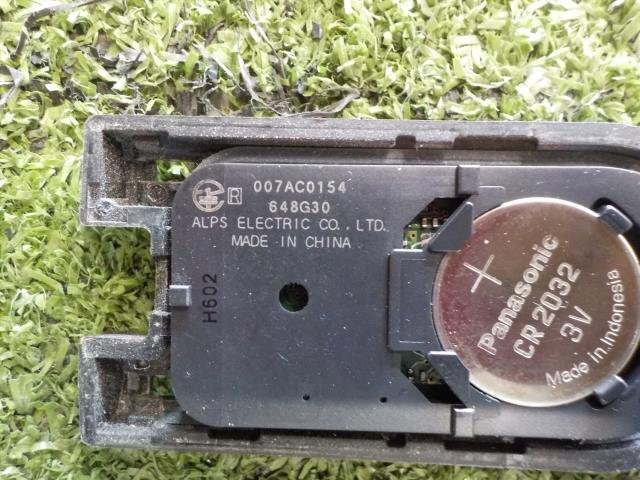 R 007AC0154
648G30
ALPS ELECTRIC CO., LTD.
MADE IN CHINA
H602
+
Panasonic
CR 2032
3V
Made in Indonesia